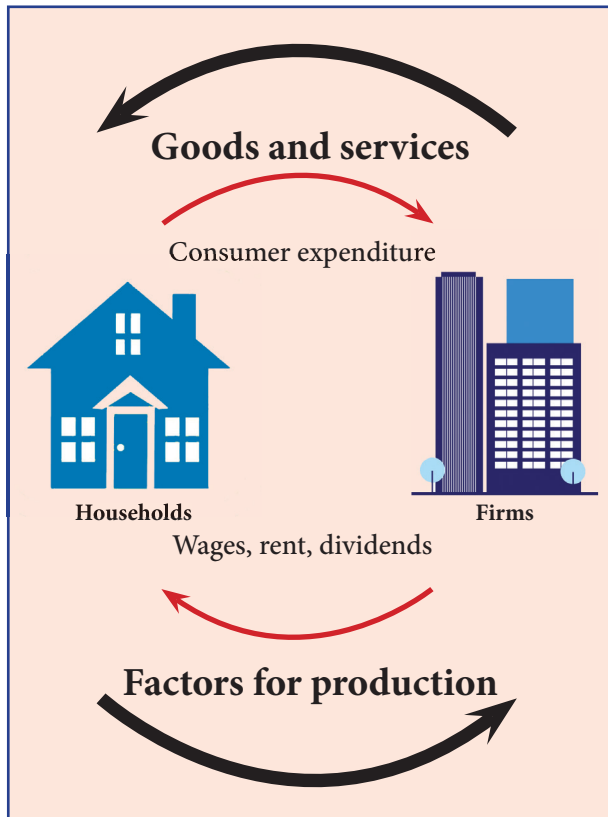 Goods and services
Consumer expenditure
Households
Firms
Wages, rent, dividends
Factors for production